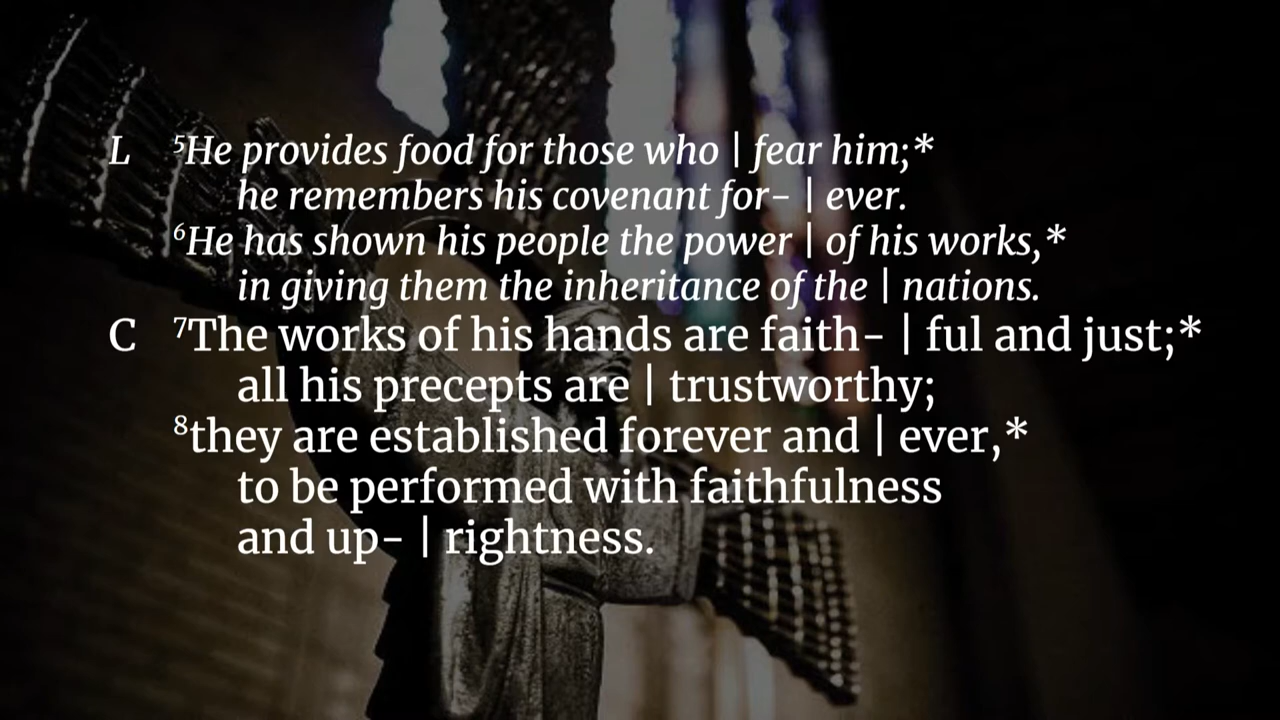 L ⁵He provides food for those who | fear him;*
he remembers his covenant for- | ever.
⁶He has shown his people the power | of his works,*
in giving them the inheritance of the | nations.
C ⁷The works of his hands are faith- | ful and just;*
all his precepts are | trustworthy;
⁸they are established forever and | ever,*
to be performed with faithfulness
and up- | rightness.